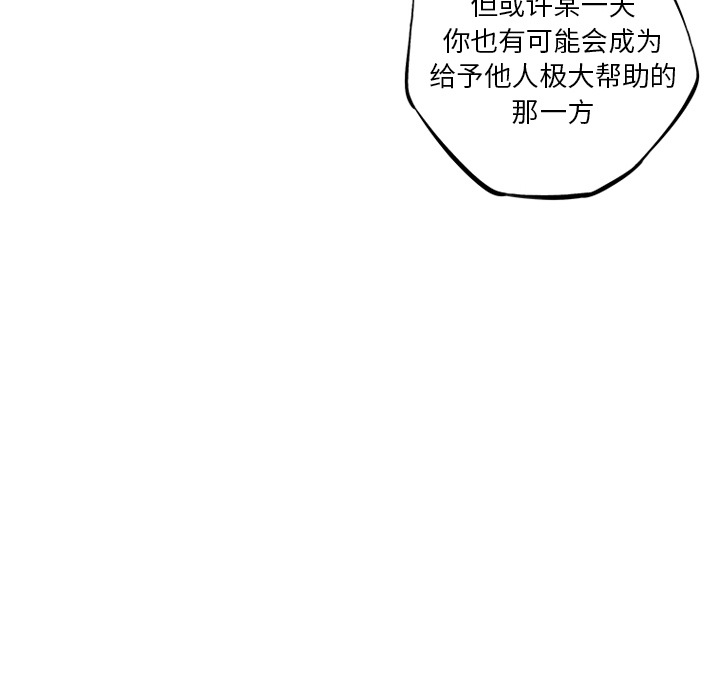 但或许某一天
你也有可能会成为
给予他人极大帮助的
那一方